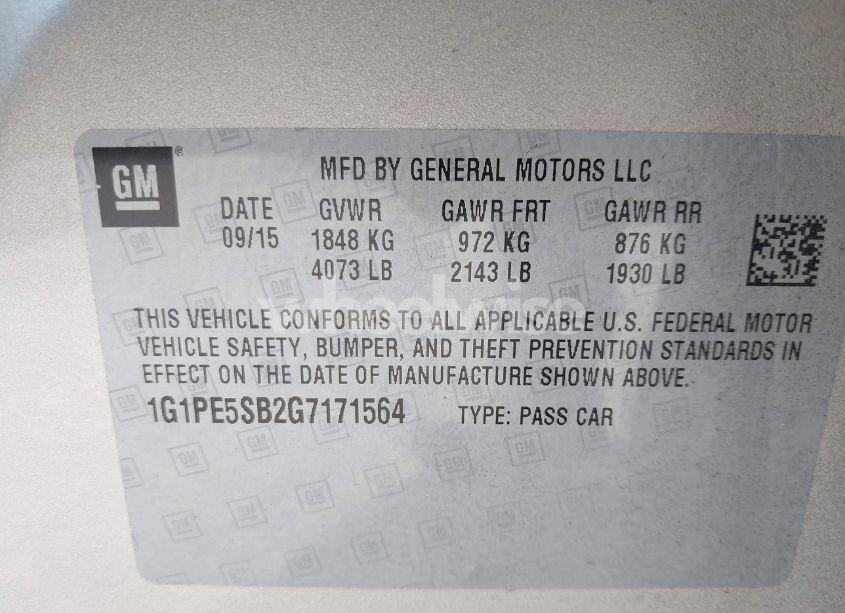 GM
MFD BY GENERAL MOTORS LLC
DATE GVWR GAWR FRT GAWR RR
09/15 1848 KG 972 KG 876 KG
4073 LB 2143 LB 1930 LB
THIS VEHICLE CONFORMS TO ALL APPLICABLE U.S. FEDERAL MOTOR
VEHICLE SAFETY, BUMPER, AND THEFT PREVENTION STANDARDS IN
EFFECT ON THE DATE OF MANUFACTURE SHOWN ABOVE.
1G1PE5SB2G7171564 TYPE: PASS CAR